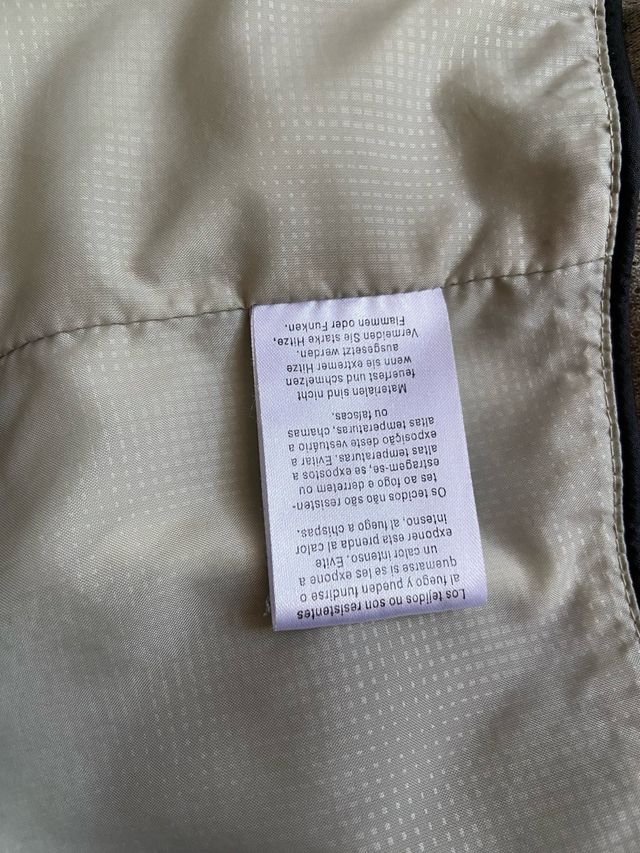 Los tejidos no son resistentes
al fuego y pueden fundirse o
quemarse si se les expone a
un calor intenso. Evite
exponer esta prenda al calor
intesno, al fuego a chispas.
Os tecidos não são resisten-
tes ao fogo e derretem ou
estragem-se, se expostos a
altas temperaturas. Evitar a
exposição deste vestuário a
altas temperaturas, chamas
ou faíscas.
Materialen sind nicht
feuerfest und schmelzen
wenn sie extremer Hitze
ausgesetzt warden.
Vermeiden Sie starke Hitze,
Flammen oder Funken.